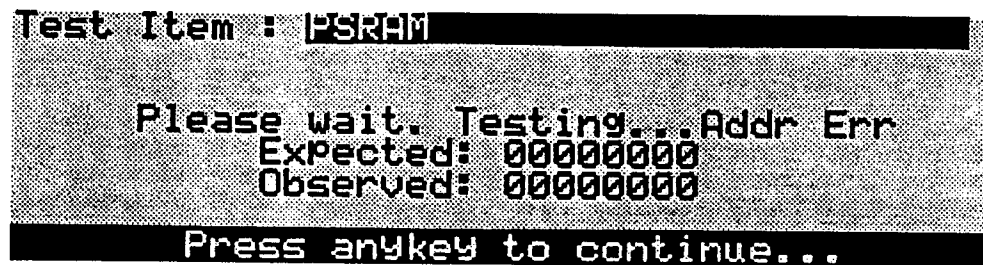 Test Item : PSRAM
Please wait. Testing...Addr Err
Expected: 00000000
Observed: 00000000
Press anykey to continue...